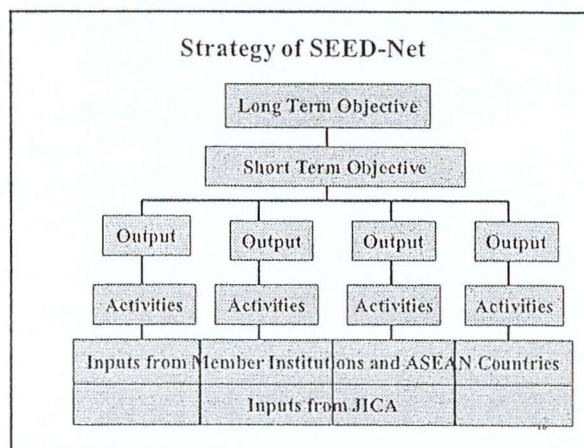 Strategy of SEED-Net
Long Term Objective
Short Term Objective
Output Output Output Output
Activities Activities Activities Activities
Inputs from Member Institutions and ASEAN Countries
Inputs from JICA